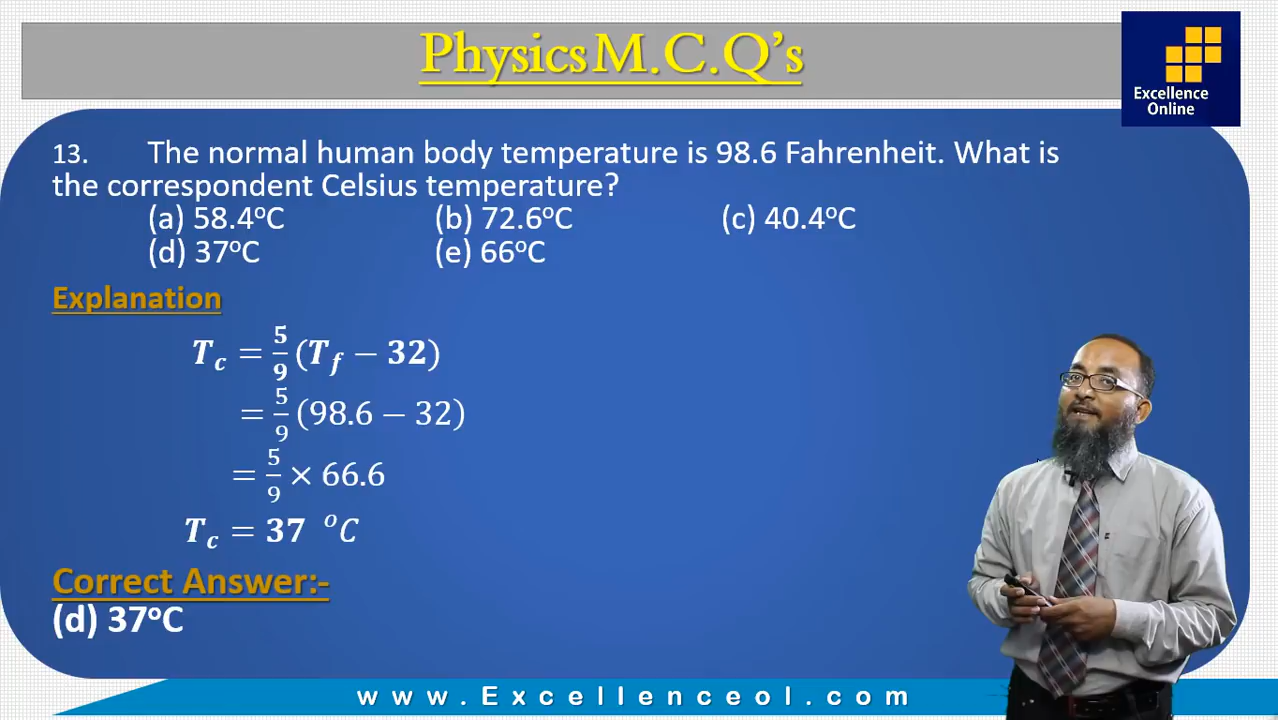 Physics M.C.Q's
Excellence
Online
13. The normal human body temperature is 98.6 Fahrenheit. What is
the correspondent Celsius temperature?
(a) 58.4°C (b) 72.6°C (c) 40.4°C
(d) 37°C (e) 66°C
Explanation
T_c = 5/9 (T_f − 32)
= 5/9 (98.6 − 32)
= 5/9 × 66.6
T_c = 37 °C
Correct Answer:-
(d) 37°C
www.Excellenceol.com